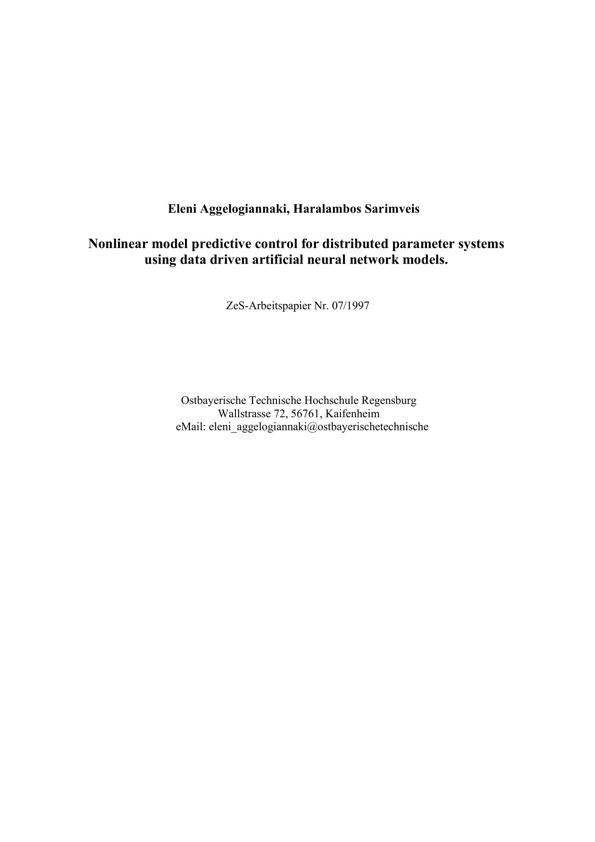 Eleni Aggelogiannaki, Haralambos Sarimveis
Nonlinear model predictive control for distributed parameter systems
using data driven artificial neural network models.
ZeS-Arbeitspapier Nr. 07/1997
Ostbayerische Technische Hochschule Regensburg
Wallstrasse 72, 56761, Kaifenheim
eMail: eleni_aggelogiannaki@ostbayerischetechnische